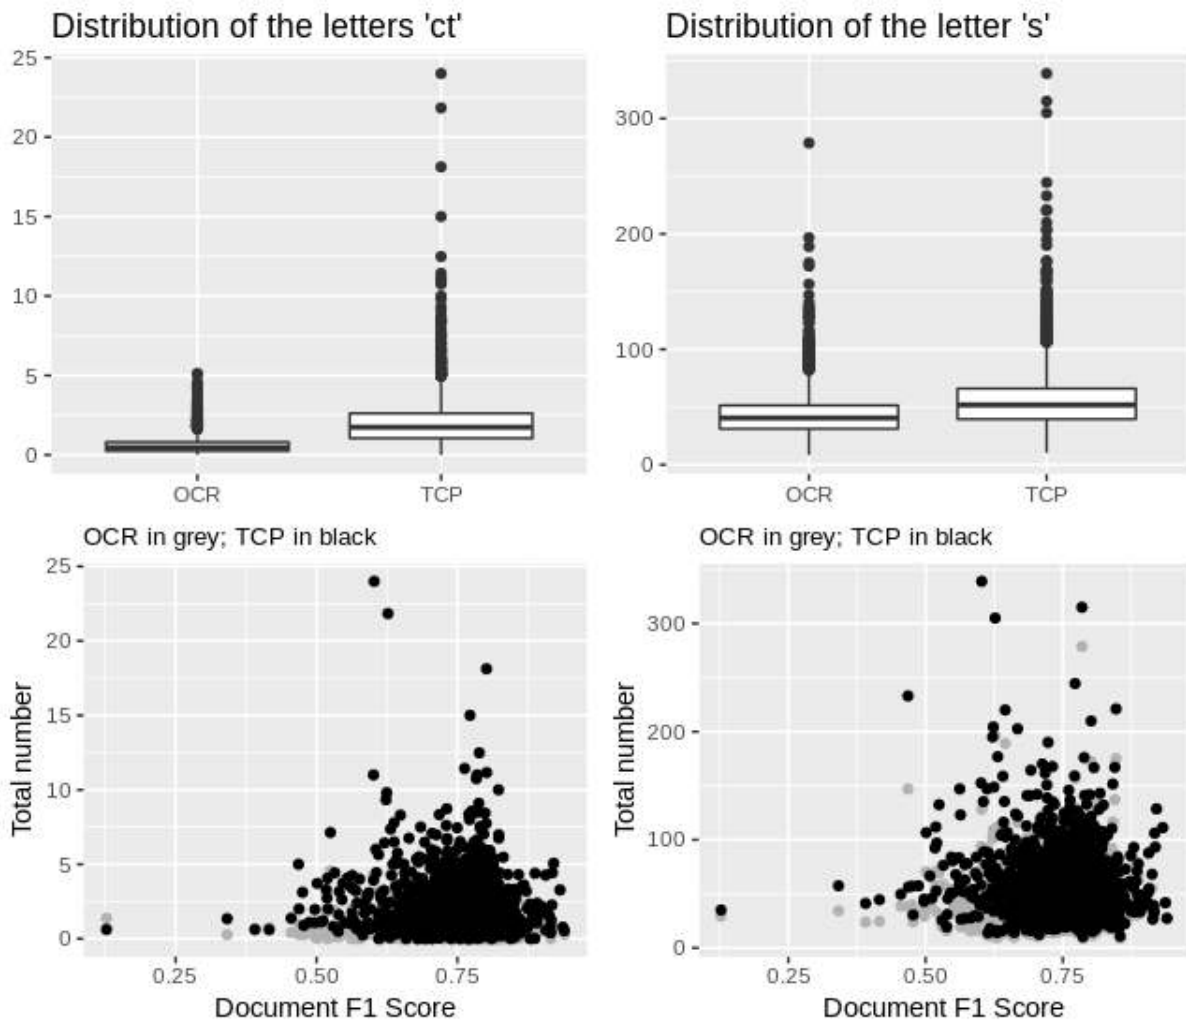 Distribution of the letters 'ct'
25
20
15
10
5
0
OCR TCP
Distribution of the letter 's'
300
200
100
0
OCR TCP
OCR in grey; TCP in black
Total number
25
20
15
10
5
0
0.25 0.50 0.75
Document F1 Score
OCR in grey; TCP in black
Total number
300
200
100
0
0.25 0.50 0.75
Document F1 Score